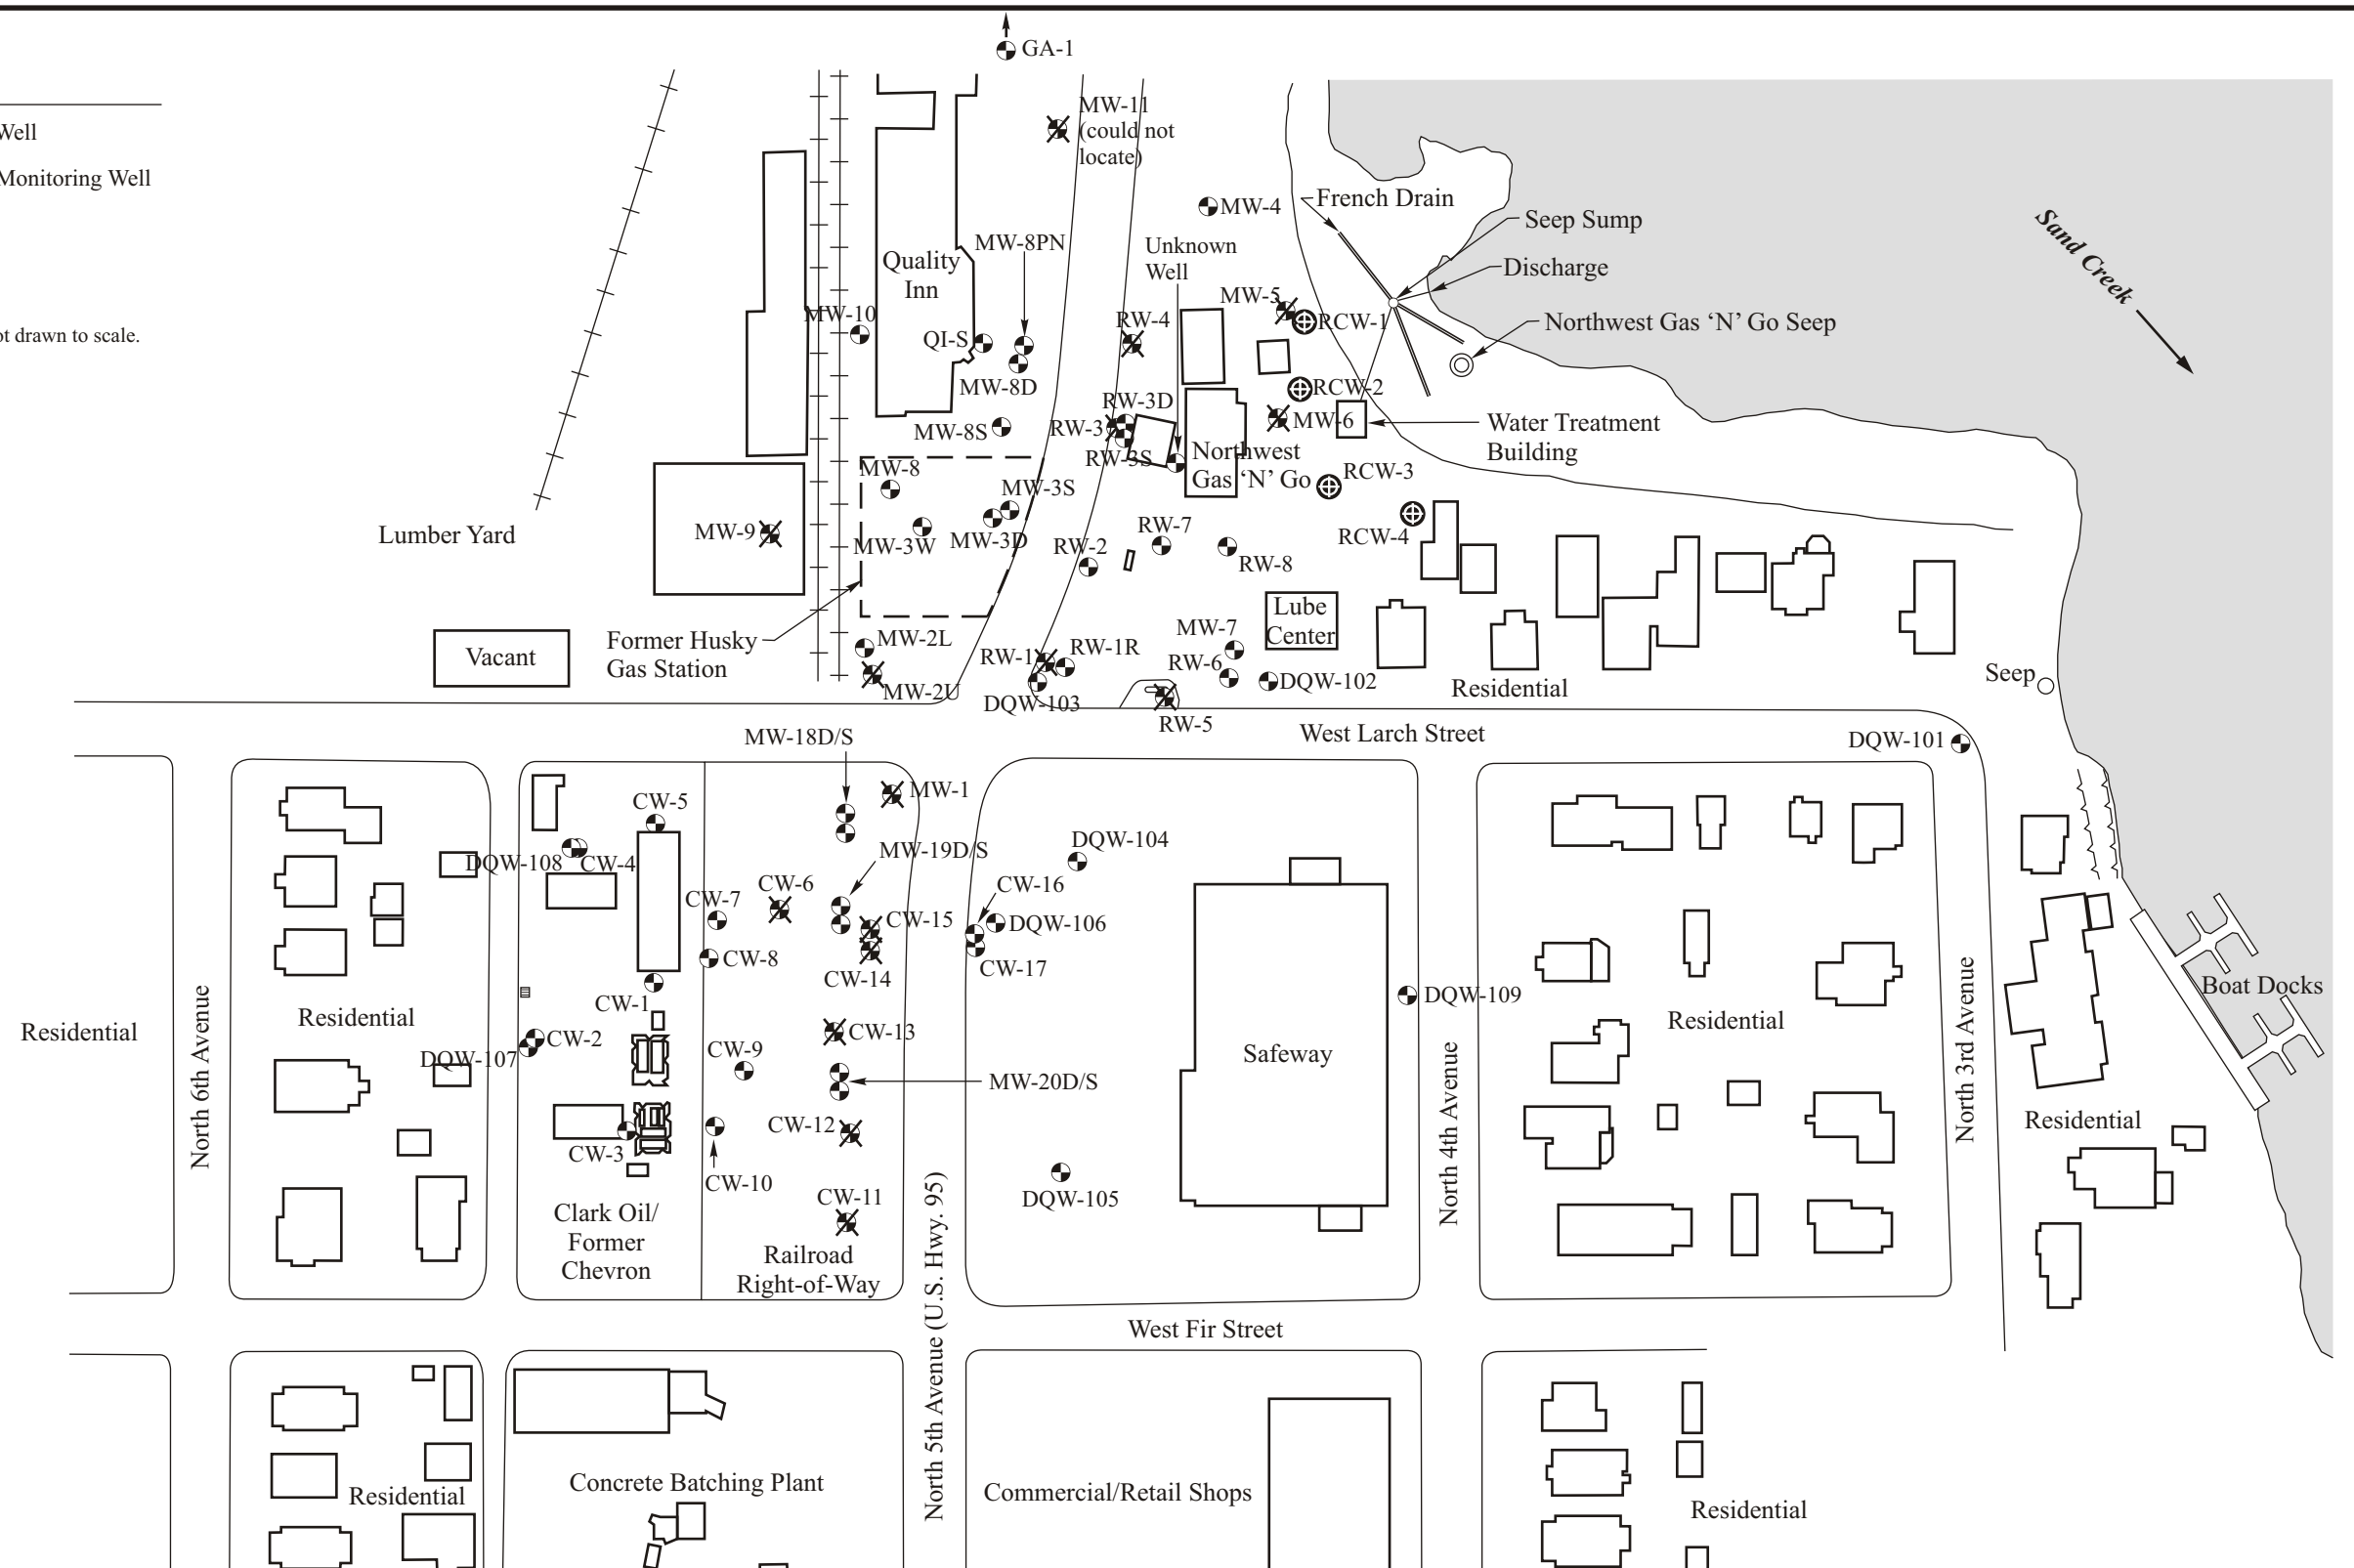 GA-1
Well
Monitoring Well
ot drawn to scale.
MW-11
(could not
locate)
MW-4
French Drain
Seep Sump
Discharge
Sand Creek
Northwest Gas ‘N’ Go Seep
MW-8PN
Unknown
Well
Quality
Inn
MW-10
QI-S
MW-8D
MW-8S
RW-4
MW-5
RCW-1
RCW-2
RW-3D
RW-3
RW-3S
MW-6
Water Treatment
Building
Northwest
Gas ‘N’ Go
RCW-3
RCW-4
MW-8
MW-3S
MW-3W
MW-3D
MW-9
Lumber Yard
RW-2
RW-7
RW-8
Lube
Center
Vacant
Former Husky
Gas Station
MW-2L
MW-2U
RW-1
RW-1R
DQW-103
MW-7
RW-6
DQW-102
RW-5
Residential
Seep
West Larch Street
DQW-101
MW-18D/S
MW-1
CW-5
DQW-108
CW-4
MW-19D/S
DQW-104
CW-6
CW-7
CW-16
CW-15
DQW-106
CW-8
CW-14
CW-17
CW-1
DQW-109
Boat Docks
Residential
North 6th Avenue
Residential
CW-2
DQW-107
CW-13
CW-9
MW-20D/S
Safeway
North 4th Avenue
Residential
North 3rd Avenue
Residential
CW-12
CW-3
CW-10
DQW-105
CW-11
Clark Oil/
Former
Chevron
Railroad
Right-of-Way
North 5th Avenue (U.S. Hwy. 95)
West Fir Street
Residential
Concrete Batching Plant
Commercial/Retail Shops
Residential